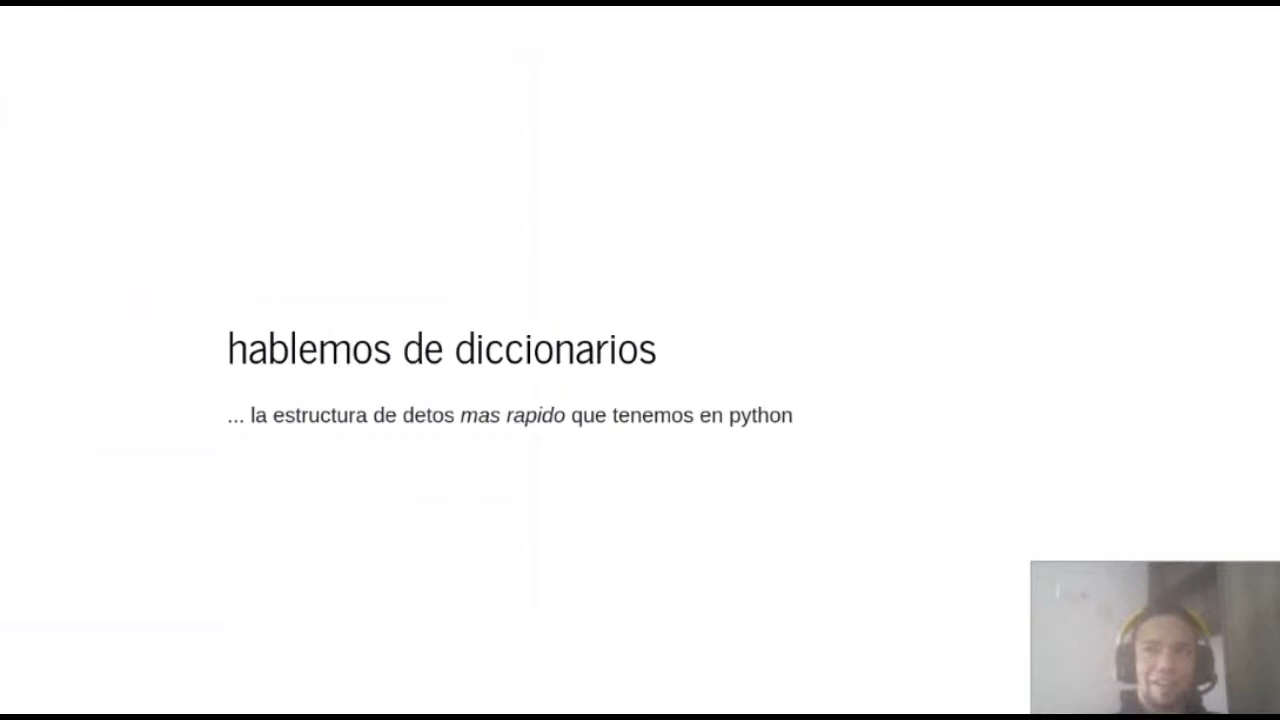 hablemos de diccionarios
... la estructura de detos mas rapido que tenemos en python